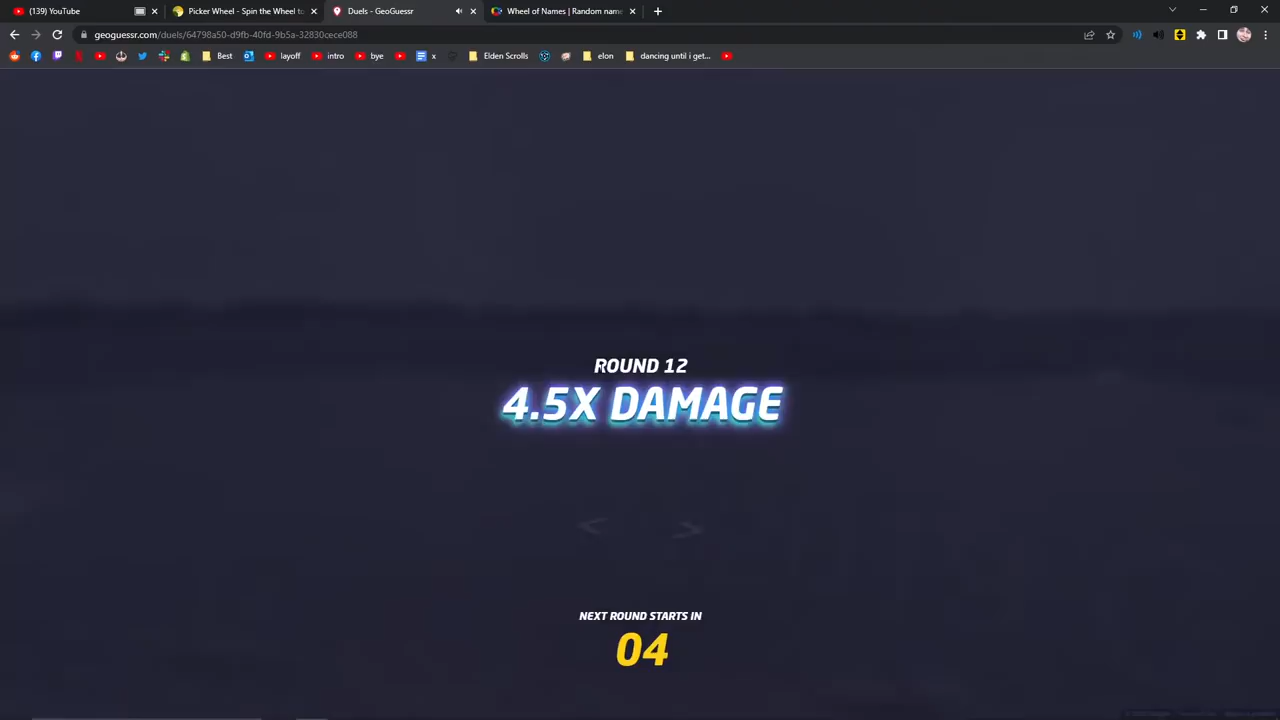 (139) YouTube
Picker Wheel - Spin the Wheel to
Duels - GeoGuessr
Wheel of Names | Random name
geoguessr.com/duels/64798a50-d9fb-40fd-9b5a-32830cece088
Best
layoff
intro
bye
x
Elden Scrolls
elon
dancing until i get...
ROUND 12
4.5X DAMAGE
NEXT ROUND STARTS IN
04